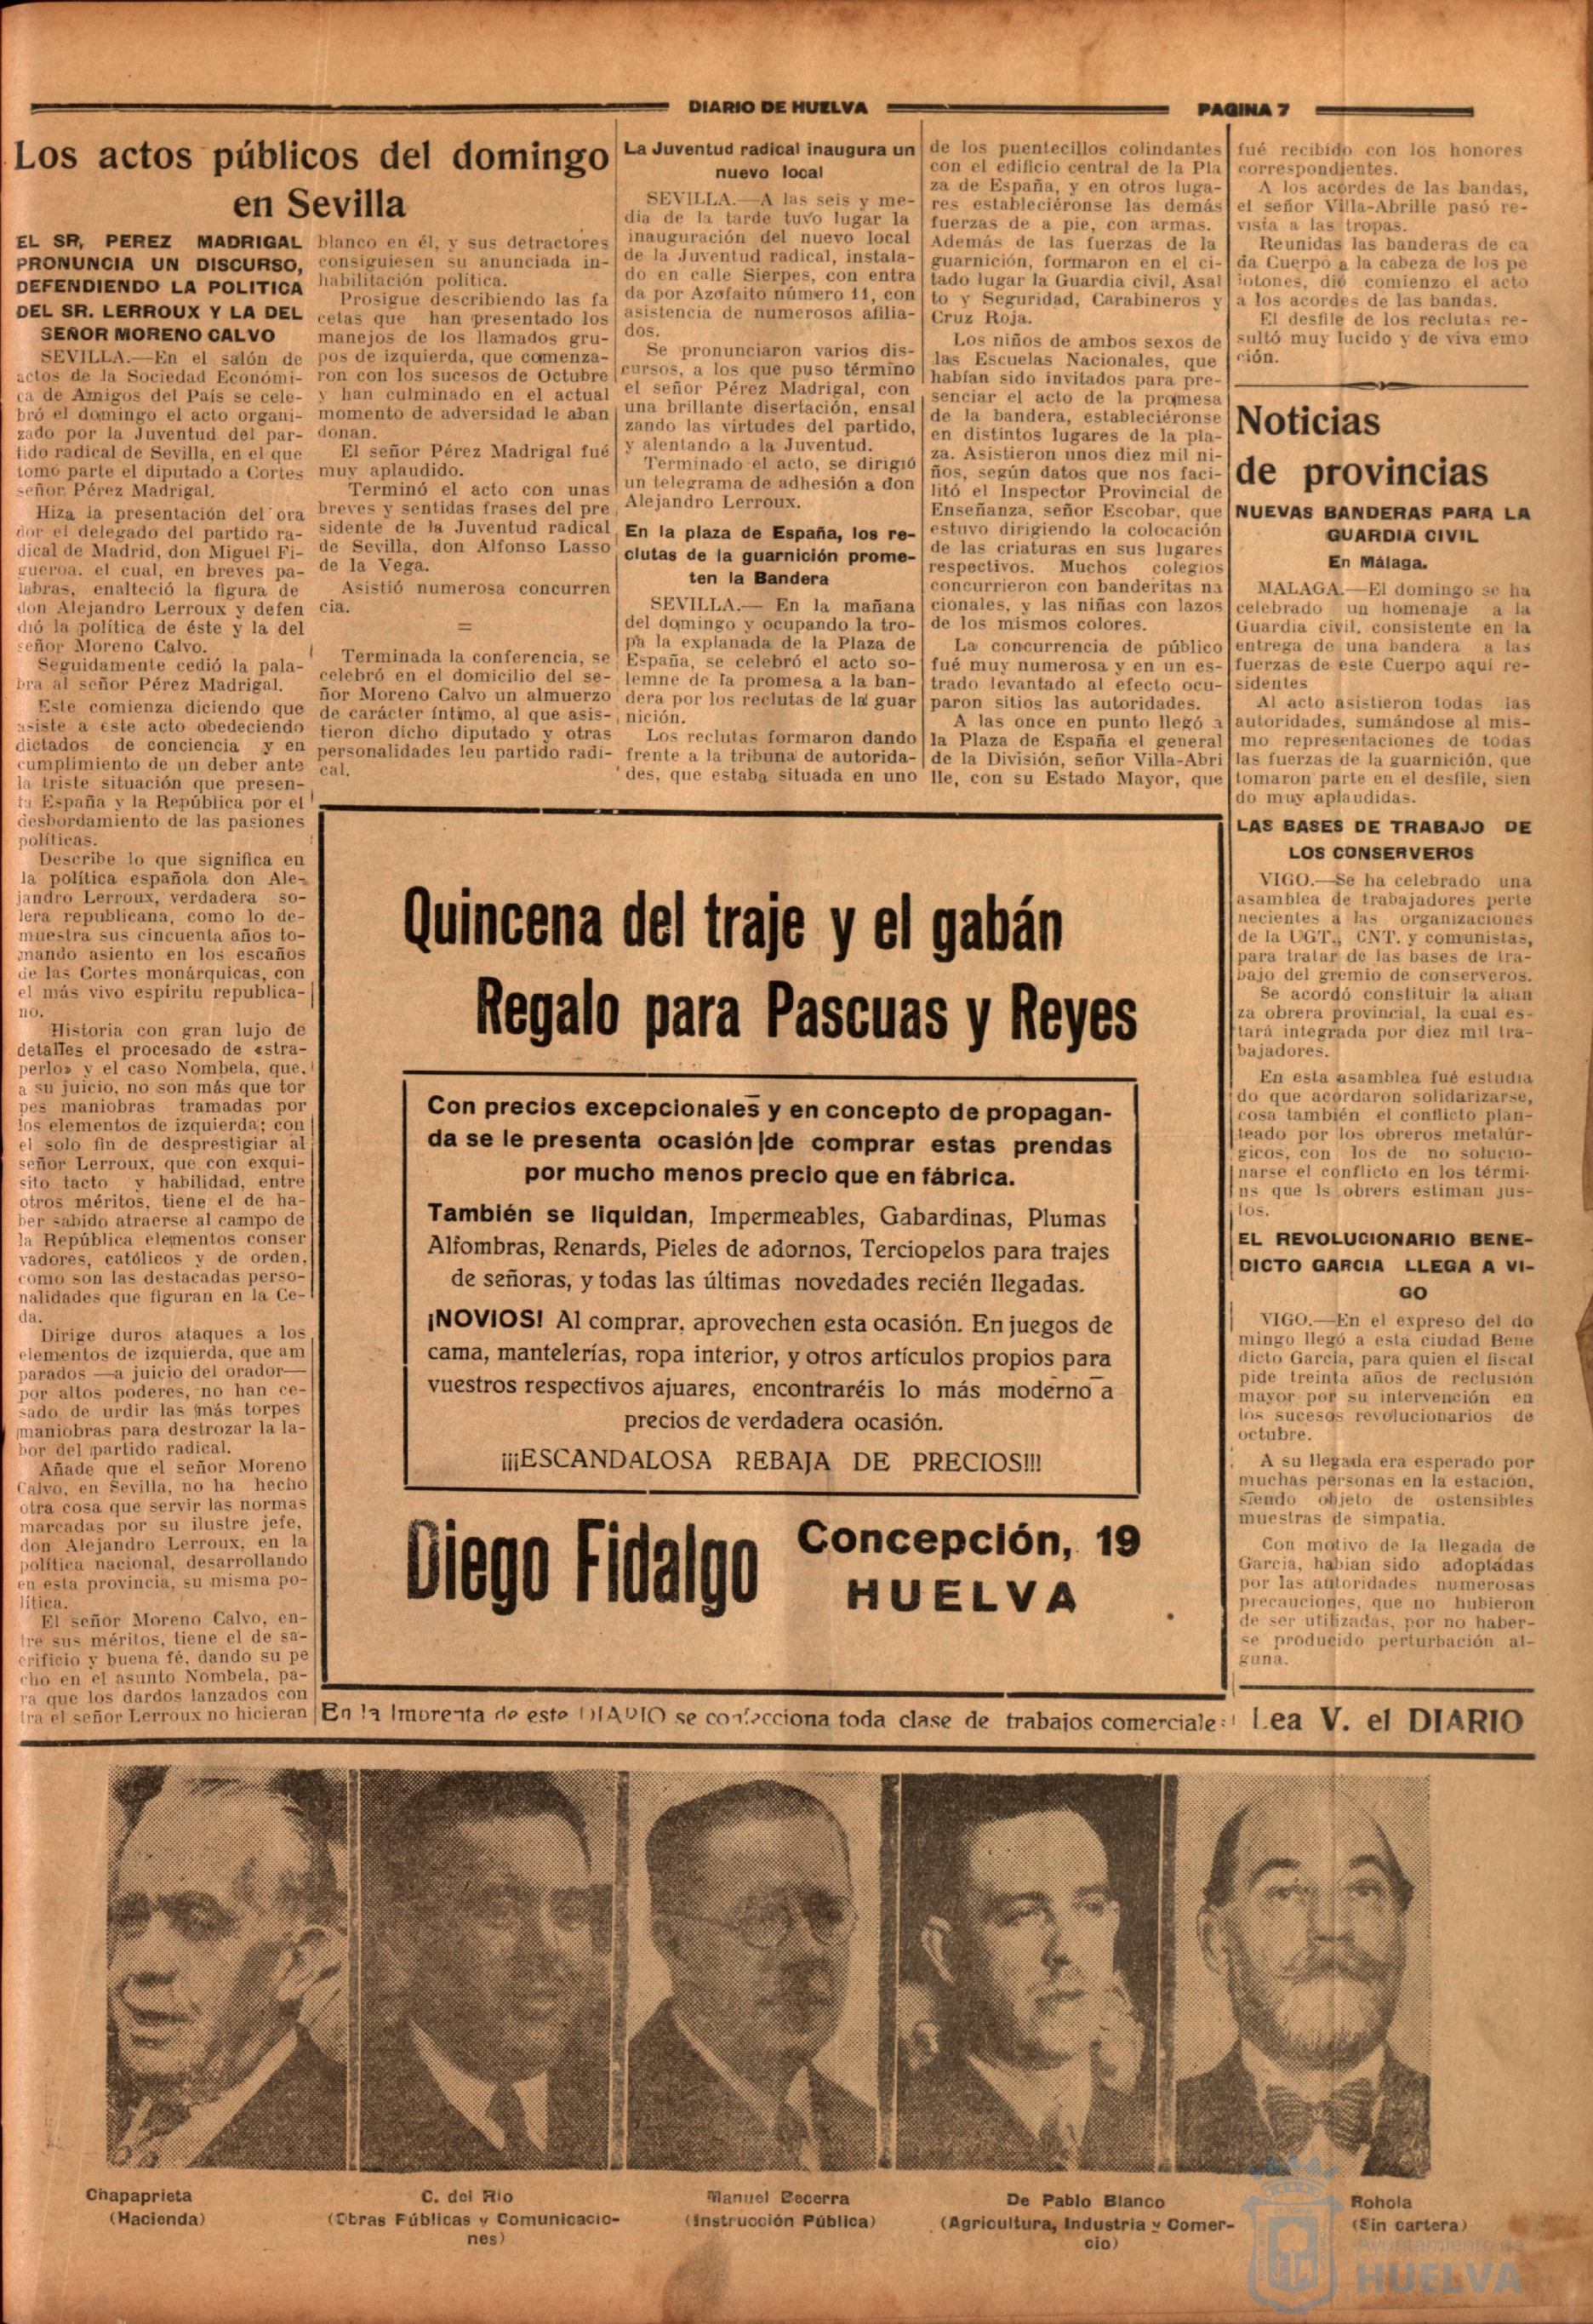 DIARIO DE HUELVA
PAGINA 7
Los actos públicos del domingo
en Sevilla
EL SR, PEREZ MADRIGAL
PRONUNCIA UN DISCURSO,
DEFENDIENDO LA POLITICA
DEL SR. LERROUX Y LA DEL
SEÑOR MORENO CALVO
SEVILLA.—En el salón de
actos de la Sociedad Económi-
ca de Amigos del País se cele-
bró el domingo el acto organi-
zado por la Juventud del par-
tido radical de Sevilla, en el que
tomó parte el diputado a Cortes
señor Pérez Madrigal.
Hiza la presentación del ora
dor el delegado del partido ra-
dical de Madrid, don Miguel Fi-
gueroa. el cual, en breves pa-
labras, enalteció la figura de
don Alejandro Lerroux y defen
dió la política de éste y la del
señor Moreno Calvo.
Seguidamente cedió la pala-
bra al señor Pérez Madrigal.
Este comienza diciendo que
asiste a este acto obedeciendo
dictados de conciencia y en
cumplimiento de un deber ante
la triste situación que presen-
ta España y la República por el
desbordamiento de las pasiones
políticas.
Describe lo que significa en
la política española don Ale-
jandro Lerroux, verdadera so-
lera republicana, como lo de-
muestra sus cincuenta años to-
mando asiento en los escaños
de las Cortes monárquicas, con
el más vivo espíritu republica-
no.
Historia con gran lujo de
detalles el procesado de «stra-
perlo» y el caso Nombela, que,
a su juicio, no son más que tor
pes maniobras tramadas por
los elementos de izquierda; con
el solo fin de desprestigiar al
señor Lerroux, que con exqui-
sito tacto y habilidad, entre
otros méritos, tiene el de ha-
ber sabido atraerse al campo de
la República elementos conser
vadores, católicos y de orden,
como son las destacadas perso-
nalidades que figuran en la Ce-
da.
Dirige duros ataques a los
elementos de izquierda, que am
parados —a juicio del orador—
por altos poderes, no han ce-
sado de urdir las más torpes
maniobras para destrozar la la-
bor del partido radical.
Añade que el señor Moreno
Calvo, en Sevilla, no ha hecho
otra cosa que servir las normas
marcadas por su ilustre jefe,
don Alejandro Lerroux, en la
política nacional, desarrollando
en esta provincia, su misma po-
lítica.
El señor Moreno Calvo, en-
tre sus méritos, tiene el de sa-
crificio y buena fé, dando su pe
cho en el asunto Nombela, pa-
ra que los dardos lanzados con
tra el señor Lerroux no hicieran
blanco en él, y sus detractores
consiguiesen su anunciada in-
habilitación política.
Prosigue describiendo las fa
cetas que han presentado los
manejos de los llamados gru-
pos de izquierda, que comenza-
ron con los sucesos de Octubre
y han culminado en el actual
momento de adversidad le aban
donan.
El señor Pérez Madrigal fué
muy aplaudido.
Terminó el acto con unas
breves y sentidas frases del pre
sidente de la Juventud radical
de Sevilla, don Alfonso Lasso
de la Vega.
Asistió numerosa concurren
cia.
=
Terminada la conferencia, se
celebró en el domicilio del se-
ñor Moreno Calvo un almuerzo
de carácter íntimo, al que asis-
tieron dicho diputado y otras
personalidades leu partido radi-
cal.
La Juventud radical inaugura un
nuevo local
SEVILLA.—A las seis y me-
dia de la tarde tuvo lugar la
inauguración del nuevo local
de la Juventud radical, instala-
do en calle Sierpes, con entra
da por Azofaito número 11, con
asistencia de numerosos afilia-
dos.
Se pronunciaron varios dis-
cursos, a los que puso término
el señor Pérez Madrigal, con
una brillante disertación, ensal
zando las virtudes del partido,
y alentando a la Juventud.
Terminado el acto, se dirigió
un telegrama de adhesión a don
Alejandro Lerroux.
En la plaza de España, los re-
clutas de la guarnición prome-
ten la Bandera
SEVILLA.— En la mañana
del domingo y ocupando la tro-
pa la explanada de la Plaza de
España, se celebró el acto so-
lemne de la promesa a la ban-
dera por los reclutas de la guar
nición.
Los reclutas formaron dando
frente a la tribuna de autorida-
des, que estaba situada en uno
de los puentecillos colindantes
con el edificio central de la Pla
za de España, y en otros luga-
res estableciéronse las demás
fuerzas de a pie, con armas.
Además de las fuerzas de la
guarnición, formaron en el ci-
tado lugar la Guardia civil, Asal
to y Seguridad, Carabineros y
Cruz Roja.
Los niños de ambos sexos de
las Escuelas Nacionales, que
habían sido invitados para pre-
senciar el acto de la promesa
de la bandera, estableciéronse
en distintos lugares de la pla-
za. Asistieron unos diez mil ni-
ños, según datos que nos faci-
litó el Inspector Provincial de
Enseñanza, señor Escobar, que
estuvo dirigiendo la colocación
de las criaturas en sus lugares
respectivos. Muchos colegios
concurrieron con banderitas na
cionales, y las niñas con lazos
de los mismos colores.
La concurrencia de público
fué muy numerosa y en un es-
trado levantado al efecto ocu-
paron sitios las autoridades.
A las once en punto llegó a
la Plaza de España el general
de la División, señor Villa-Abri
lle, con su Estado Mayor, que
fué recibido con los honores
correspondientes.
A los acordes de las bandas,
el señor Villa-Abrille pasó re-
vista a las tropas.
Reunidas las banderas de ca
da Cuerpo a la cabeza de los pe
lotones, dió comienzo el acto
a los acordes de las bandas.
El desfile de los reclutas re-
sultó muy lucido y de viva emo
ción.
Noticias
de provincias
NUEVAS BANDERAS PARA LA
GUARDIA CIVIL
En Málaga.
MALAGA.—El domingo se ha
celebrado un homenaje a la
Guardia civil, consistente en la
entrega de una bandera a las
fuerzas de este Cuerpo aquí re-
sidentes
Al acto asistieron todas las
autoridades, sumándose al mis-
mo representaciones de todas
las fuerzas de la guarnición, que
tomaron parte en el desfile, sien
do muy aplaudidas.
LAS BASES DE TRABAJO DE
LOS CONSERVEROS
VIGO.—Se ha celebrado una
asamblea de trabajadores perte
necientes a las organizaciones
de la UGT., CNT. y comunistas,
para tratar de las bases de tra-
bajo del gremio de conserveros.
Se acordó constituir la alian
za obrera provincial, la cual es-
tará integrada por diez mil tra-
bajadores.
En esta asamblea fué estudia
do que acordaron solidarizarse,
cosa también el conflicto plan-
teado por los obreros metalúr-
gicos, con los de no solucio-
narse el conflicto en los térmi-
ns que ls obrers estiman jus-
tos.
EL REVOLUCIONARIO BENE-
DICTO GARCIA LLEGA A VI-
GO
VIGO.—En el expreso del do
mingo llegó a esta ciudad Bene
dicto García, para quien el fiscal
pide treinta años de reclusión
mayor por su intervención en
los sucesos revolucionarios de
octubre.
A su llegada era esperado por
muchas personas en la estación,
siendo objeto de ostensibles
muestras de simpatia.
Con motivo de la llegada de
García, habían sido adoptadas
por las autoridades numerosas
precauciones, que no hubieron
de ser utilizadas, por no haber-
se producido perturbación al-
guna.
Quincena del traje y el gabán
Regalo para Pascuas y Reyes
Con precios excepcionales y en concepto de propagan-
da se le presenta ocasión de comprar estas prendas
por mucho menos precio que en fábrica.
También se liquidan, Impermeables, Gabardinas, Plumas
Alfombras, Renards, Pieles de adornos, Terciopelos para trajes
de señoras, y todas las últimas novedades recién llegadas.
¡NOVIOS! Al comprar, aprovechen esta ocasión. En juegos de
cama, mantelerías, ropa interior, y otros artículos propios para
vuestros respectivos ajuares, encontraréis lo más moderno a
precios de verdadera ocasión.
¡¡¡ESCANDALOSA REBAJA DE PRECIOS!!!
Diego Fidalgo
Concepción, 19
HUELVA
En la Imprenta de este DIARIO se confecciona toda clase de trabajos comerciales
Lea V. el DIARIO
Chapaprieta
(Hacienda)
C. del Rio
(Obras Públicas y Comunicacio-
nes)
Manuel Becerra
(Instrucción Pública)
De Pablo Blanco
(Agricultura, Industria y Comer-
cio)
Rohola
(Sin cartera)
Ayuntamiento de
HUELVA